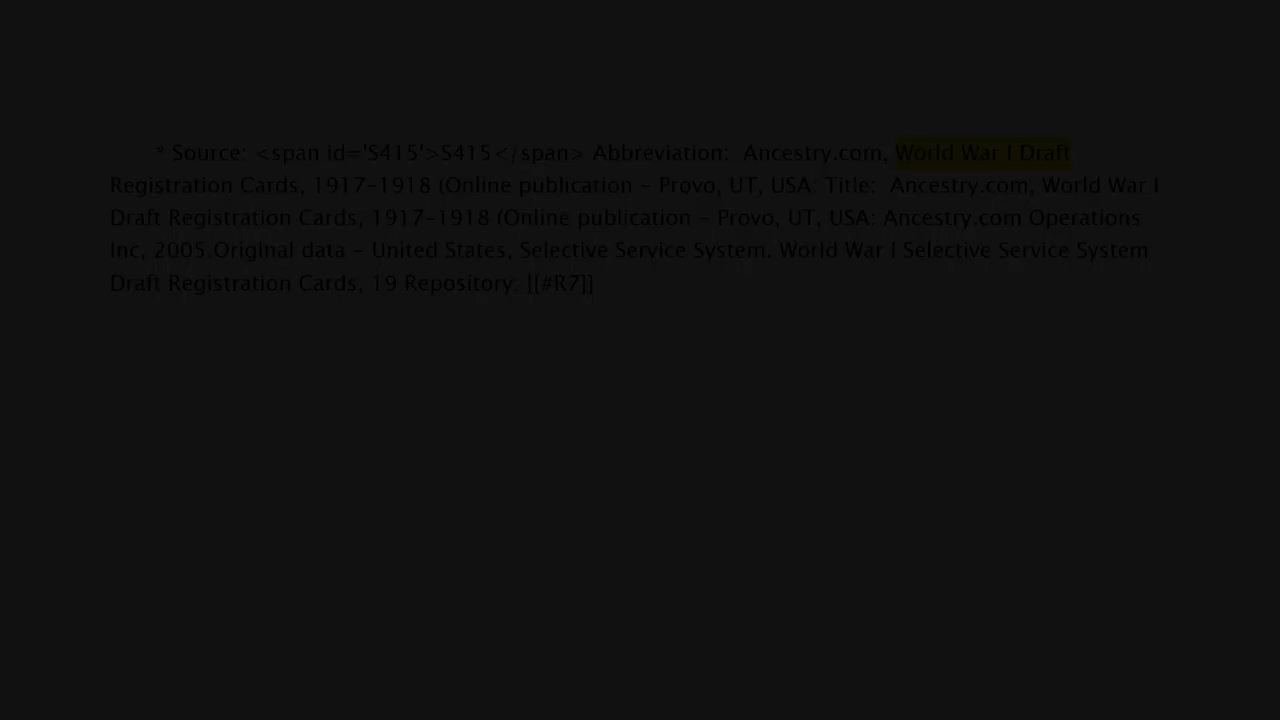 * Source: <span id='S415'>S415</span> Abbreviation:  Ancestry.com, World War I Draft
Registration Cards, 1917-1918 (Online publication - Provo, UT, USA: Title:  Ancestry.com, World War I
Draft Registration Cards, 1917-1918 (Online publication - Provo, UT, USA: Ancestry.com Operations
Inc, 2005.Original data - United States, Selective Service System. World War I Selective Service System
Draft Registration Cards, 19 Repository: [[#R7]]